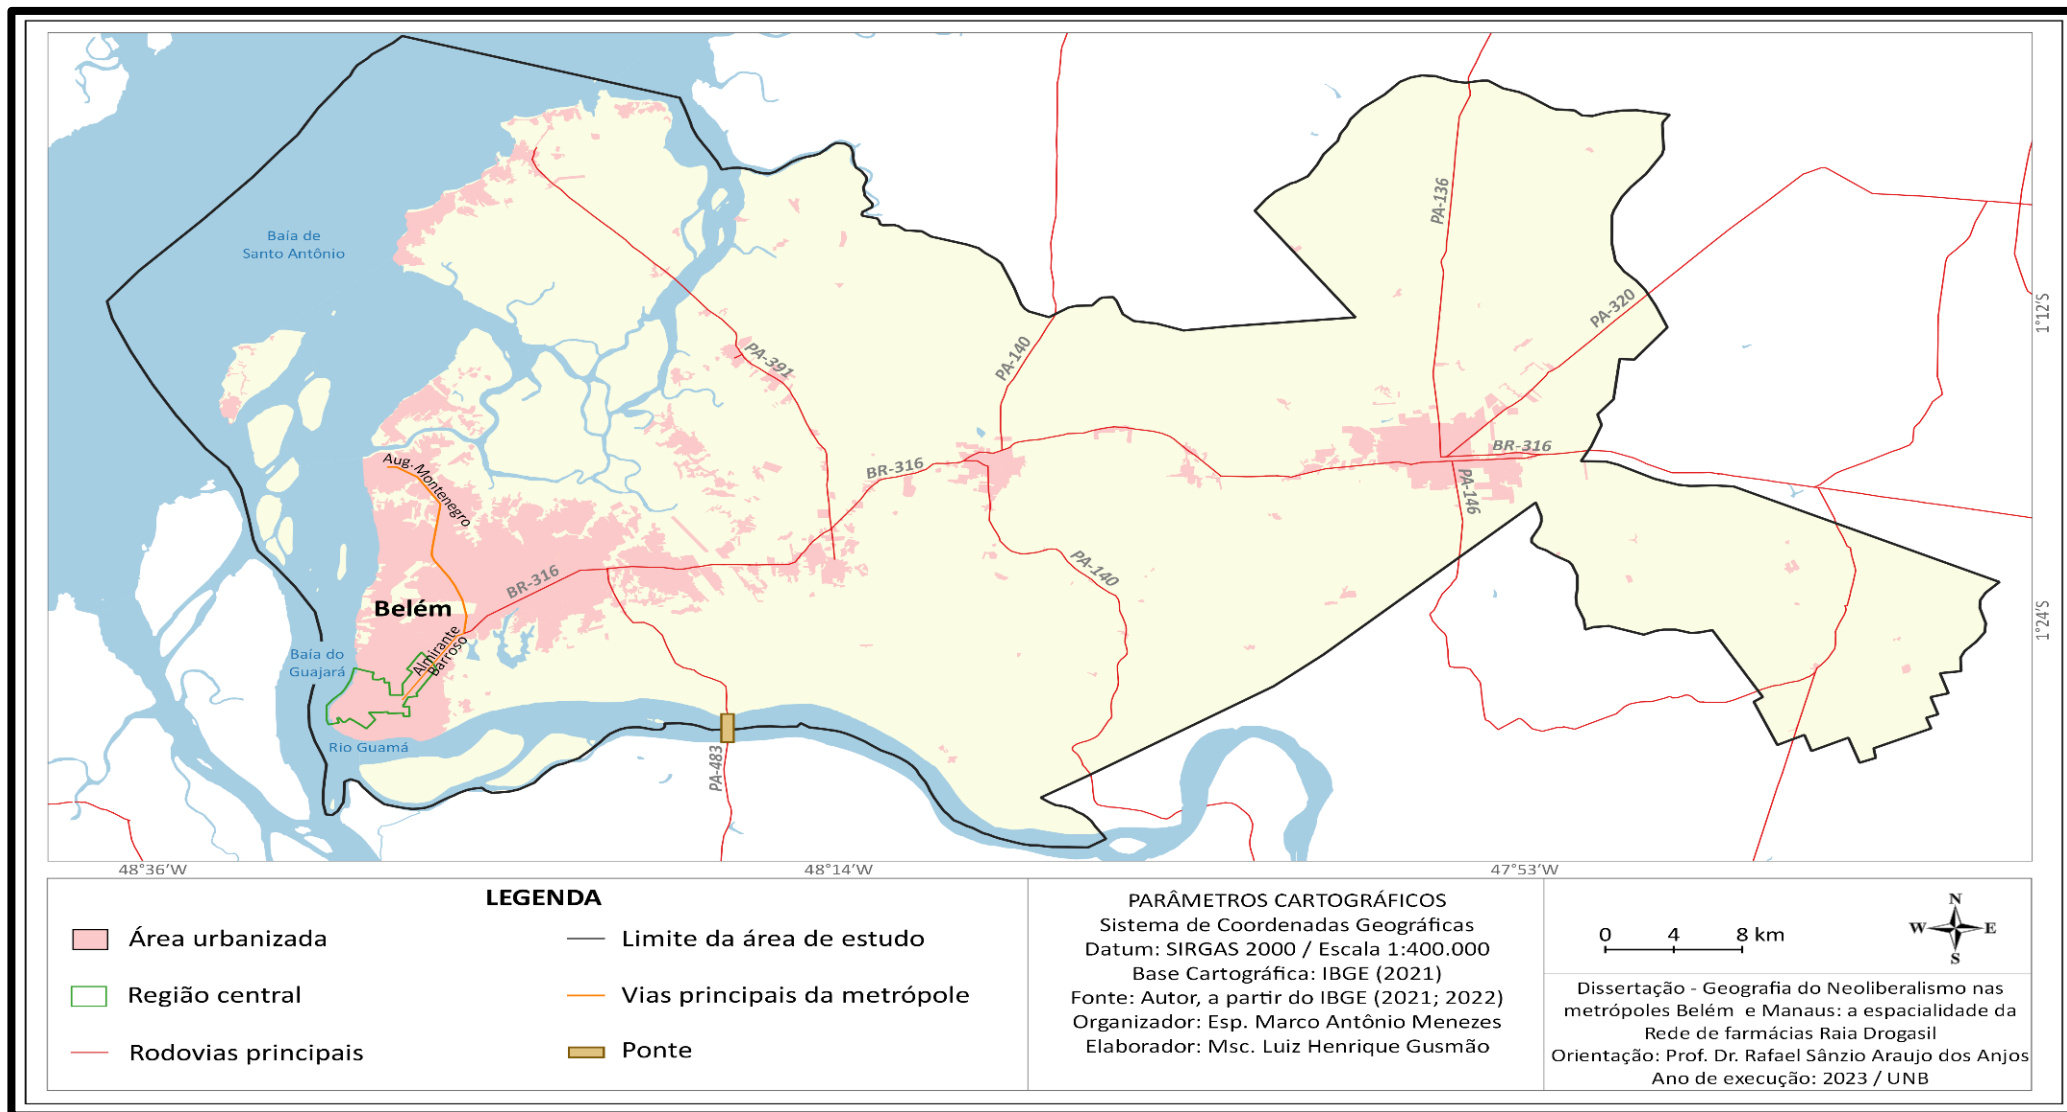 PA-136
Baía de
Santo Antônio
PA-320
1°12'S
PA-140
PA-391
BR-316
BR-316
Aug. Montenegro
PA-146
PA-140
BR-316
Belém
1°24'S
Almirante
Barroso
Baía do
Guajará
Rio Guamá
PA-483
48°36'W
48°14'W
47°53'W
LEGENDA
Área urbanizada
Limite da área de estudo
Região central
Vias principais da metrópole
Rodovias principais
Ponte
PARÂMETROS CARTOGRÁFICOS
Sistema de Coordenadas Geográficas
Datum: SIRGAS 2000 / Escala 1:400.000
Base Cartográfica: IBGE (2021)
Fonte: Autor, a partir do IBGE (2021; 2022)
Organizador: Esp. Marco Antônio Menezes
Elaborador: Msc. Luiz Henrique Gusmão
0 4 8 km
N
W E
S
Dissertação - Geografia do Neoliberalismo nas
metrópoles Belém e Manaus: a espacialidade da
Rede de farmácias Raia Drogasil
Orientação: Prof. Dr. Rafael Sânzio Araujo dos Anjos
Ano de execução: 2023 / UNB